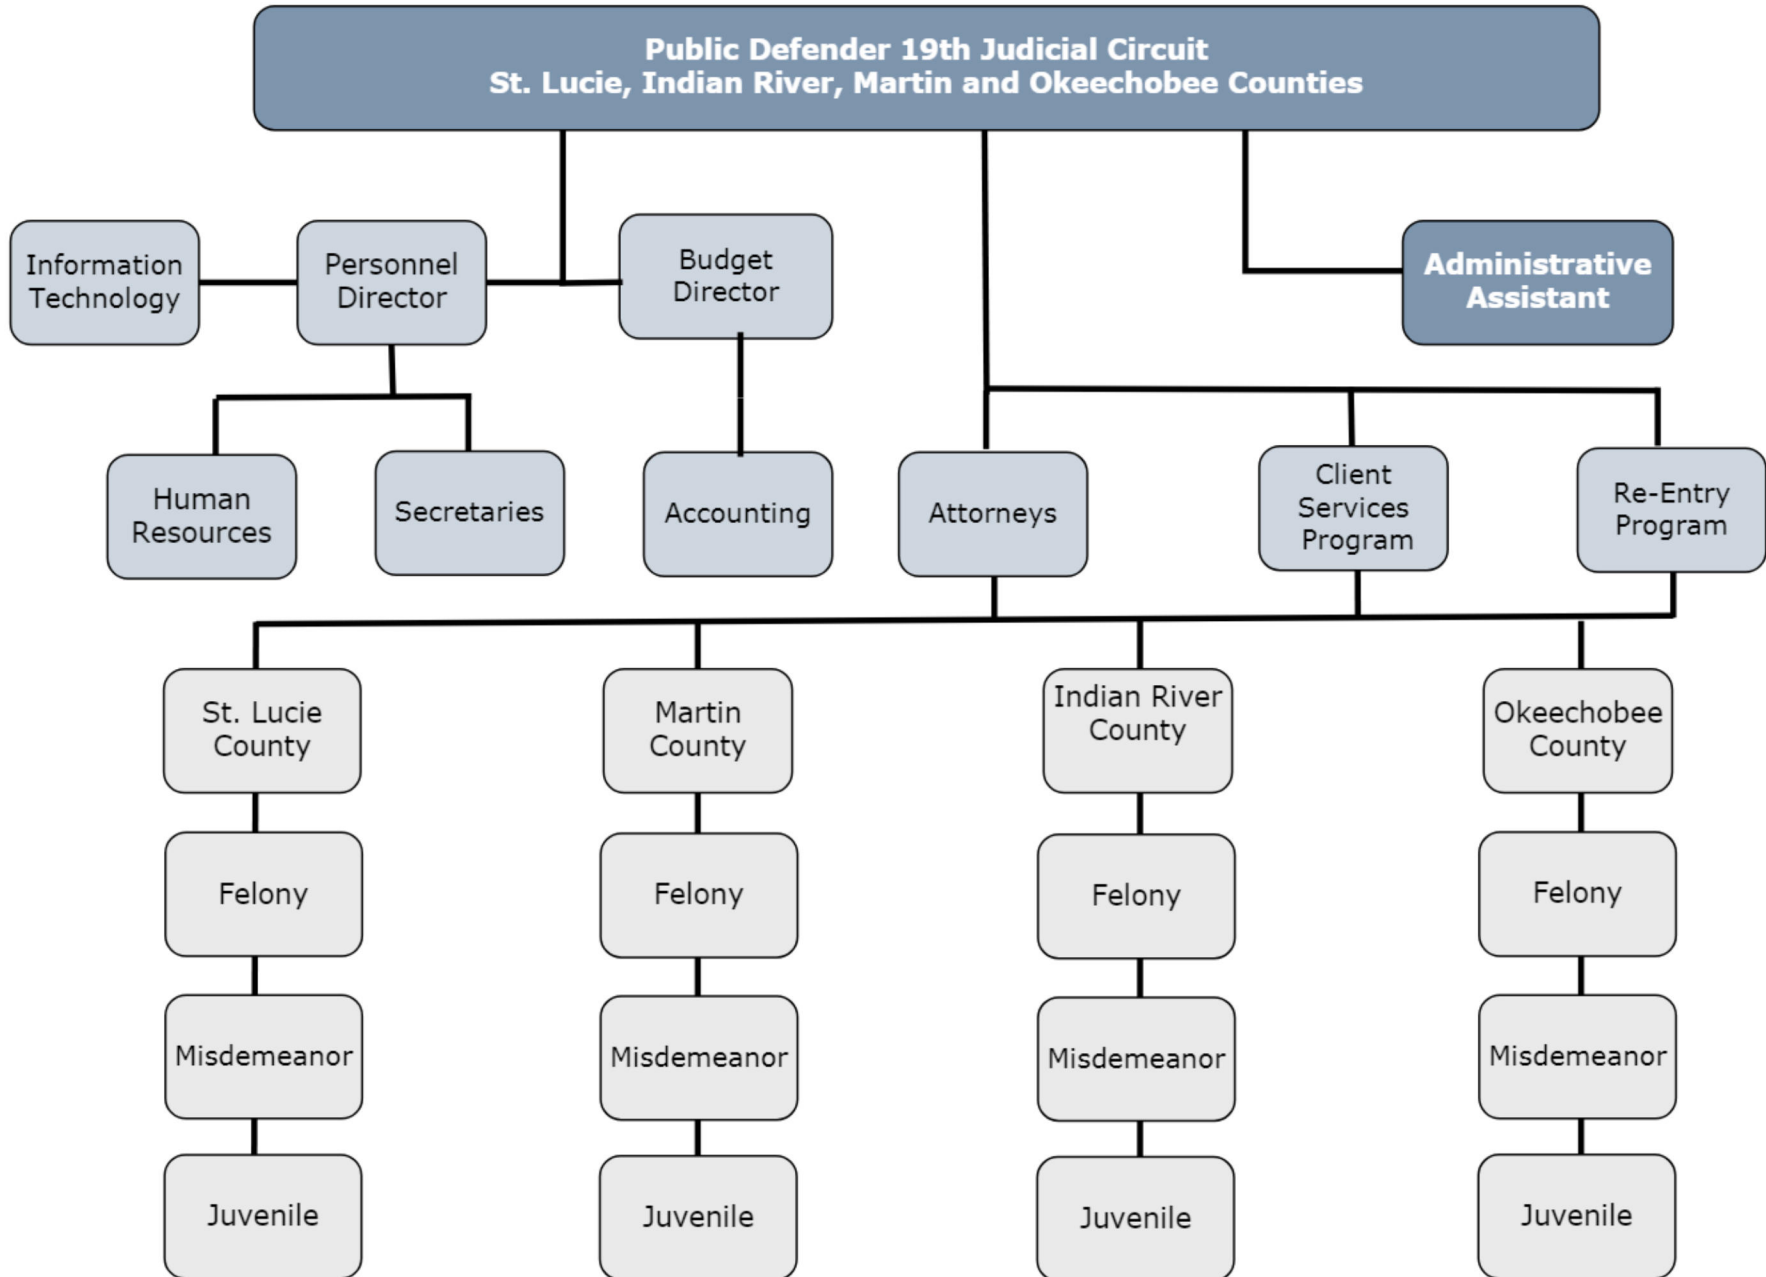 Public Defender 19th Judicial Circuit
St. Lucie, Indian River, Martin and Okeechobee Counties
Information
Technology
Personnel
Director
Budget
Director
Administrative
Assistant
Human
Resources
Secretaries
Accounting
Attorneys
Client
Services
Program
Re-Entry
Program
St. Lucie
County
Martin
County
Indian River
County
Okeechobee
County
Felony
Felony
Felony
Felony
Misdemeanor
Misdemeanor
Misdemeanor
Misdemeanor
Juvenile
Juvenile
Juvenile
Juvenile